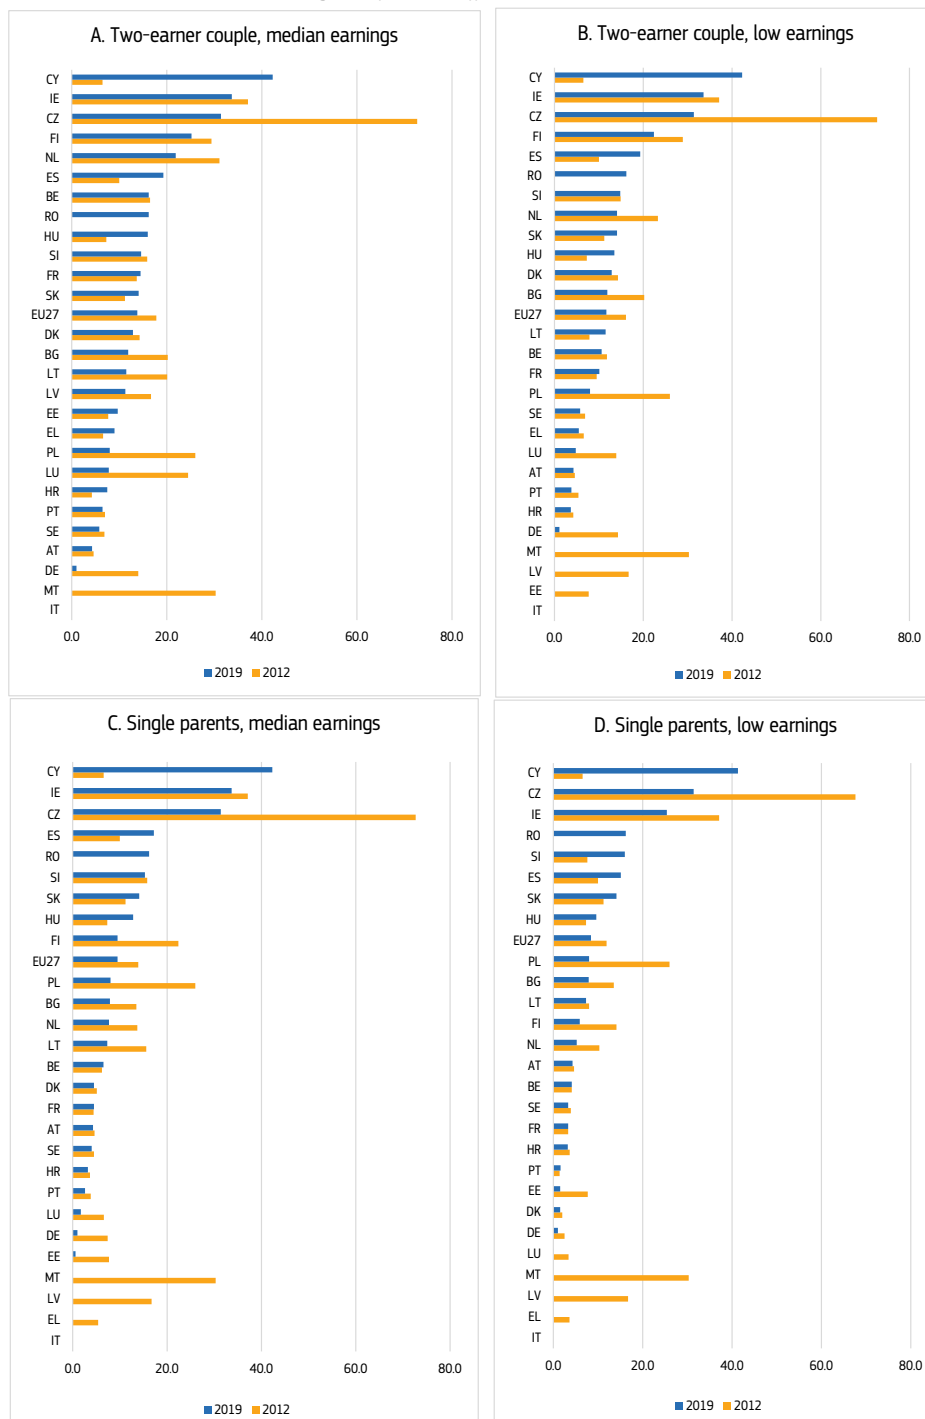 A. Two-earner couple, median earnings
CY
IE
CZ
FI
NL
ES
BE
RO
HU
SI
FR
SK
EU27
DK
BG
LT
LV
EE
EL
PL
LU
HR
PT
SE
AT
DE
MT
IT
0.0 20.0 40.0 60.0 80.0
2019 2012
B. Two-earner couple, low earnings
CY
IE
CZ
FI
ES
RO
SI
NL
SK
HU
DK
BG
EU27
LT
BE
FR
PL
SE
EL
LU
AT
PT
HR
DE
MT
LV
EE
IT
0.0 20.0 40.0 60.0 80.0
2019 2012
C. Single parents, median earnings
CY
IE
CZ
ES
RO
SI
SK
HU
FI
EU27
PL
BG
NL
LT
BE
DK
FR
AT
SE
HR
PT
LU
DE
EE
MT
LV
EL
IT
0.0 20.0 40.0 60.0 80.0
2019 2012
D. Single parents, low earnings
CY
CZ
IE
RO
SI
ES
SK
HU
EU27
PL
BG
LT
FI
NL
AT
BE
SE
FR
HR
PT
EE
DK
DE
LU
MT
LV
EL
IT
0.0 20.0 40.0 60.0 80.0
2019 2012